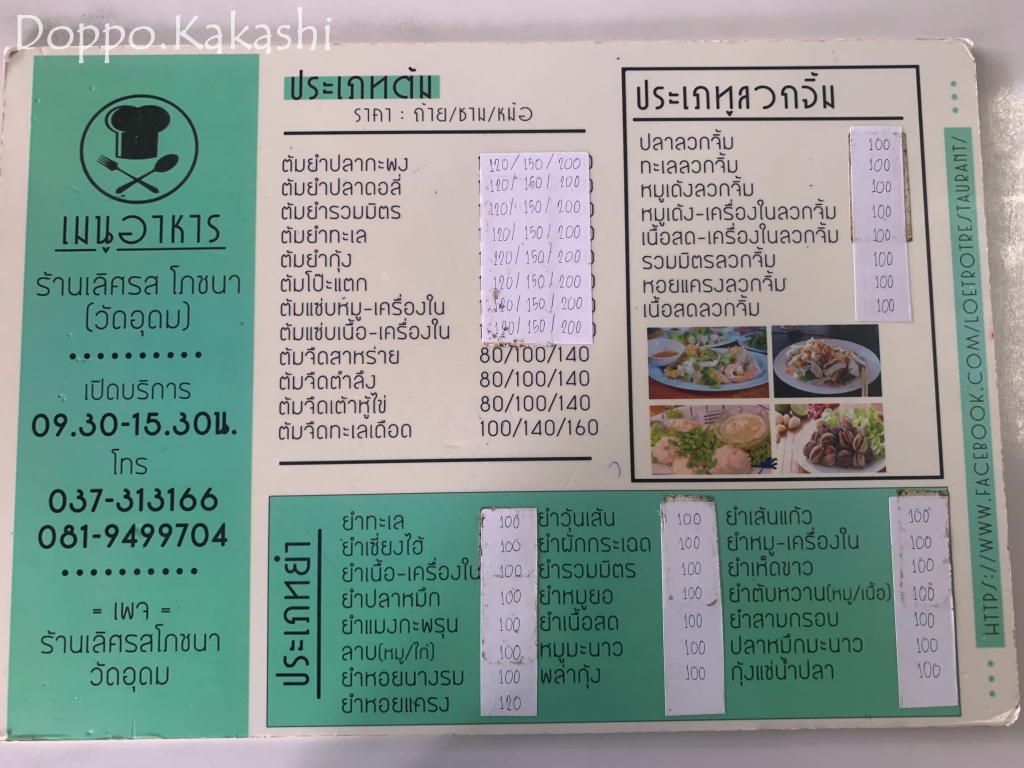 Doppo.Kakashi
เมนูอาหาร
ร้านเลิศรส โภชนา
(วัดอุดม)
เปิดบริการ
09.30-15.30น.
โทร
037-313166
081-9499704
= เพจ =
ร้านเลิศรสโภชนา
วัดอุดม
ประเภทต้ม
ราคา : ถ้วย/ชาม/หม้อ
ต้มยำปลากะพง 120/150/200
ต้มยำปลาดอลี่ 120/150/200
ต้มยำรวมมิตร 120/150/200
ต้มยำทะเล 120/150/200
ต้มยำกุ้ง 120/150/200
ต้มโป๊ะแตก 120/150/200
ต้มแซ่บหมู-เครื่องใน 120/150/200
ต้มแซ่บเนื้อ-เครื่องใน 120/150/200
ต้มจืดสาหร่าย 80/100/140
ต้มจืดตำลึง 80/100/140
ต้มจืดเต้าหู้ไข่ 80/100/140
ต้มจืดทะเลเดือด 100/140/160
ประเภทลวกจิ้ม
ปลาลวกจิ้ม 100
ทะเลลวกจิ้ม 100
หมูเด้งลวกจิ้ม 100
หมูเด้ง-เครื่องในลวกจิ้ม 100
เนื้อสด-เครื่องในลวกจิ้ม 100
รวมมิตรลวกจิ้ม 100
หอยแครงลวกจิ้ม 100
เนื้อสดลวกจิ้ม 100
ประเภทยำ
ยำทะเล 100
ยำเซี่ยงไฮ้ 100
ยำเนื้อ-เครื่องใน 100
ยำปลาหมึก 100
ยำแมงกะพรุน 100
ลาบ(หมู/ไก่) 100
ยำหอยนางรม 100
ยำหอยแครง 120
ยำวุ้นเส้น 100
ยำผักกระเฉด 100
ยำรวมมิตร 100
ยำหมูยอ 100
ยำเนื้อสด 100
หมูมะนาว 100
พล่ากุ้ง 100
ยำเส้นแก้ว 100
ยำหมู-เครื่องใน 100
ยำเห็ดขาว 100
ยำตับหวาน(หมู/เนื้อ) 100
ยำสามกรอบ 100
ปลาหมึกมะนาว 100
กุ้งแช่น้ำปลา 100
HTTP://WWW.FACEBOOK.COM/LOETROTRESTAURANT/